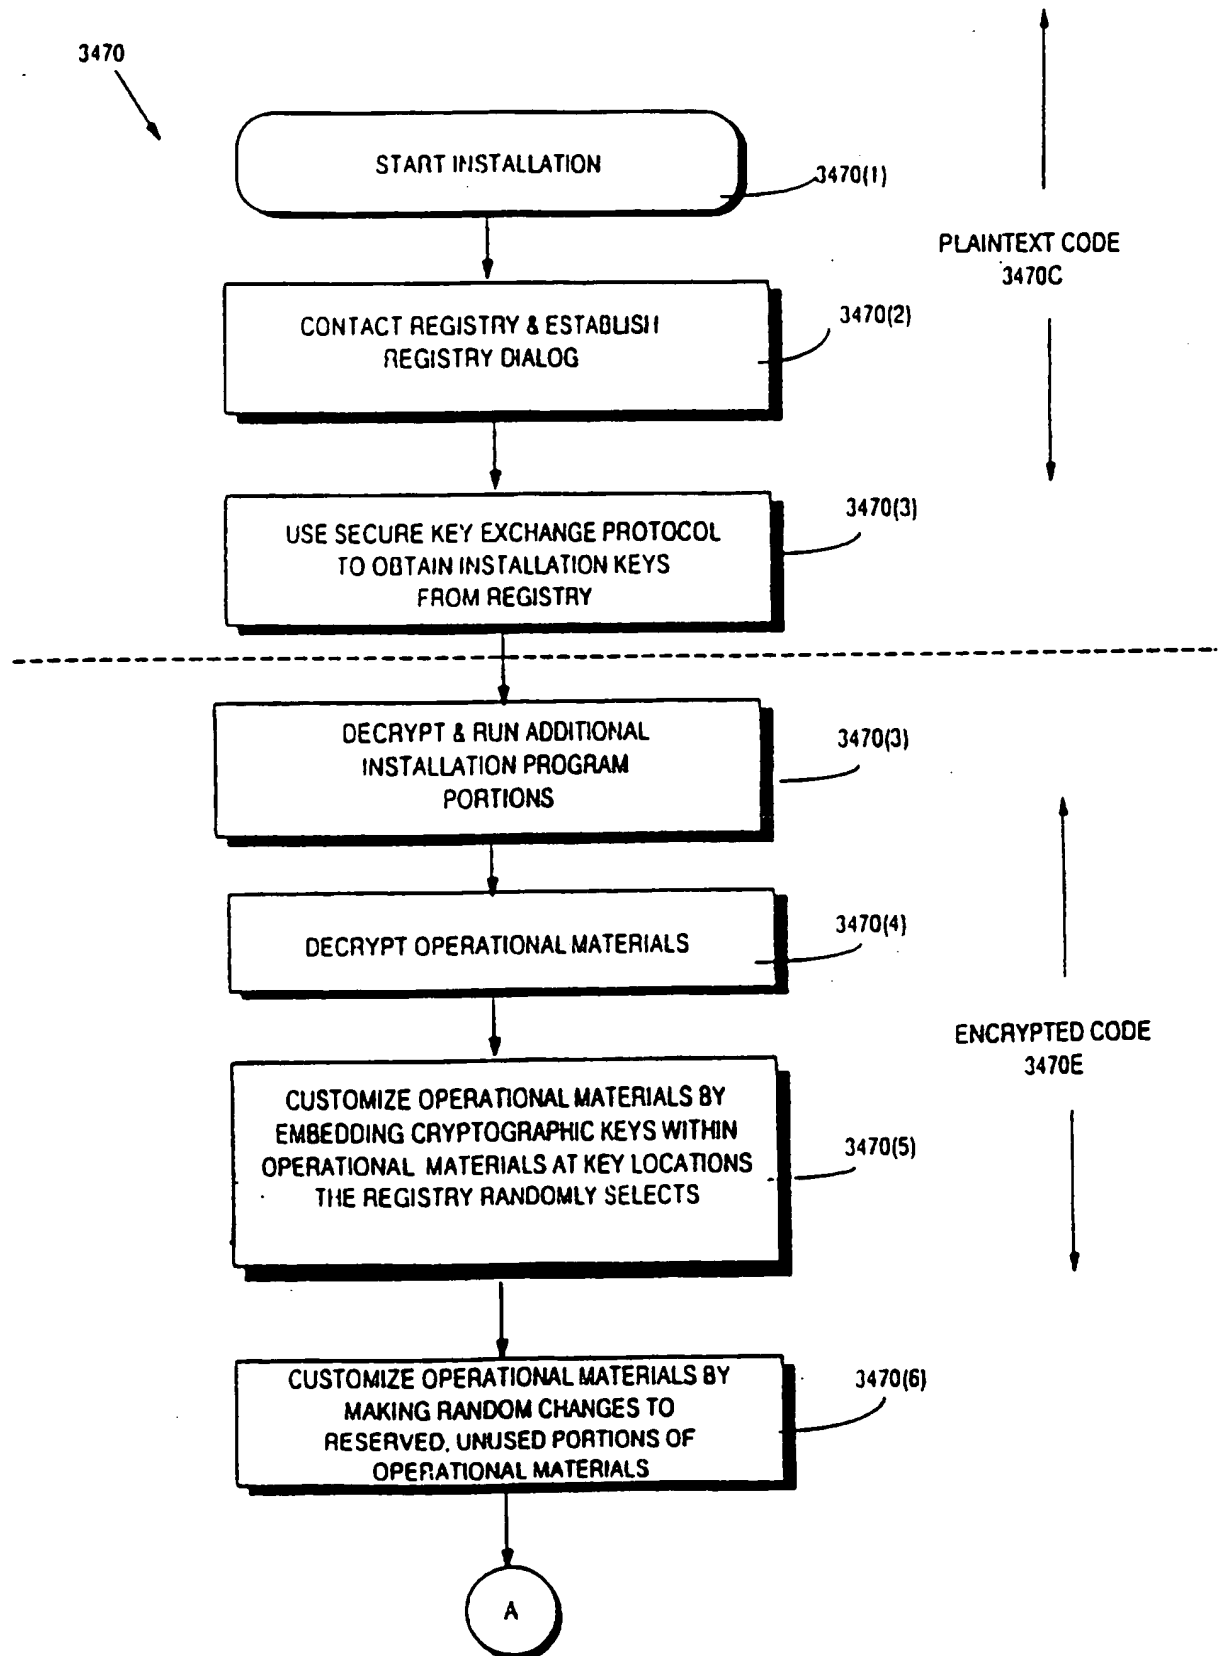 3470
START INSTALLATION
3470(1)
PLAINTEXT CODE
3470C
CONTACT REGISTRY & ESTABLISH
REGISTRY DIALOG
3470(2)
USE SECURE KEY EXCHANGE PROTOCOL
TO OBTAIN INSTALLATION KEYS
FROM REGISTRY
3470(3)
DECRYPT & RUN ADDITIONAL
INSTALLATION PROGRAM
PORTIONS
3470(3)
DECRYPT OPERATIONAL MATERIALS
3470(4)
ENCRYPTED CODE
3470E
CUSTOMIZE OPERATIONAL MATERIALS BY
EMBEDDING CRYPTOGRAPHIC KEYS WITHIN
OPERATIONAL MATERIALS AT KEY LOCATIONS
THE REGISTRY RANDOMLY SELECTS
3470(5)
CUSTOMIZE OPERATIONAL MATERIALS BY
MAKING RANDOM CHANGES TO
RESERVED, UNUSED PORTIONS OF
OPERATIONAL MATERIALS
3470(6)
A